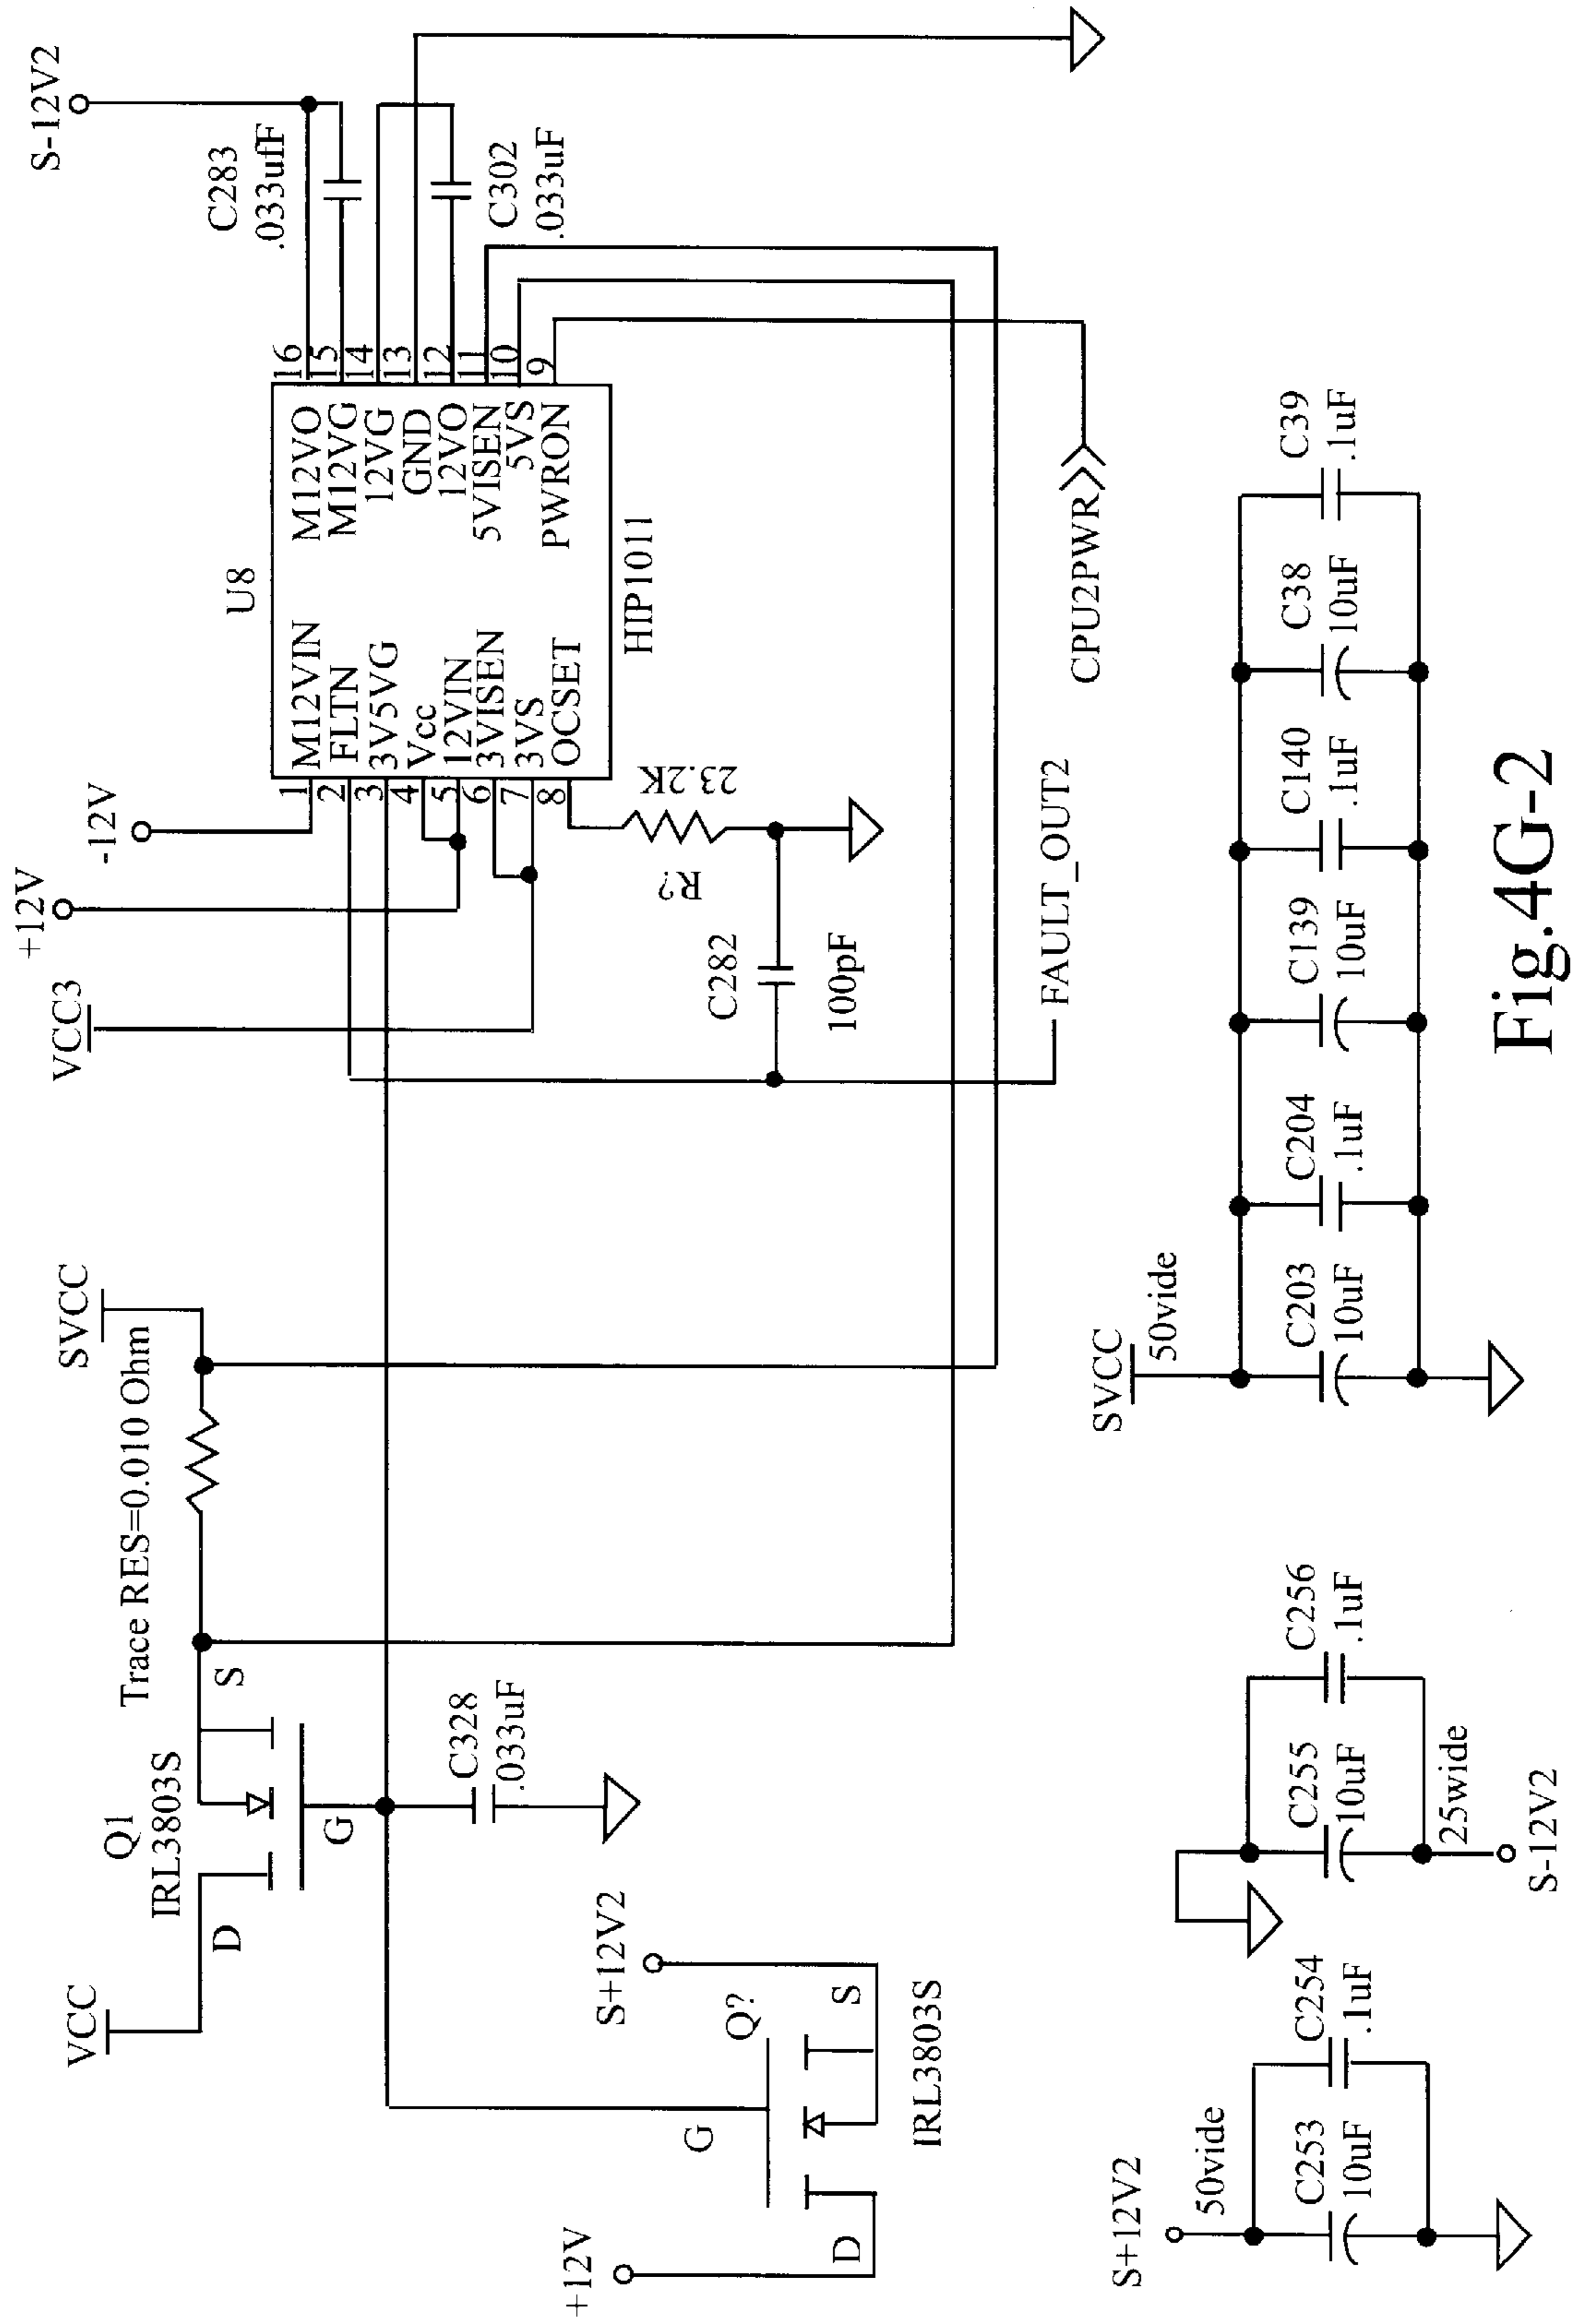 VCC
D
Q1
IRL3803S
G
S
Trace RES=0.010 Ohm
SVCC
VCC3
+12V
-12V
S-12V2
C283
.033ufF
C302
.033uF
U8
1
2
3
4
5
6
7
8
M12VIN
FLTN
3V5VG
Vcc
12VIN
3VISEN
3VS
OCSET
M12VO
M12VG
12VG
GND
12VO
5VISEN
5VS
PWRON
16
15
14
13
12
11
10
9
HIP1011
R?
23.2K
C282
100pF
FAULT_OUT2
CPU2PWR
C328
.033uF
+12V
D
G
Q?
S
S+12V2
IRL3803S
S+12V2
50vide
C253
10uF
C254
.1uF
C255
10uF
C256
.1uF
25wide
S-12V2
SVCC
50vide
C203
10uF
C204
.1uF
C139
10uF
C140
.1uF
C38
10uF
C39
.1uF
Fig.4G-2